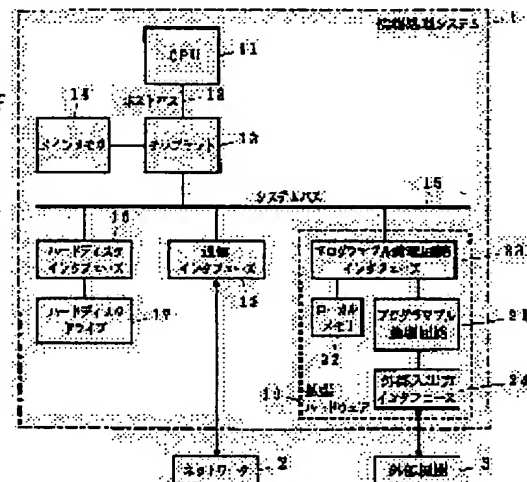 情報処理システム
1
CPU
11
ホストバス
12
14
メインメモリ
チップセット
13
システムバス
15
16
ハードディスク
インタフェース
通信
インタフェース
プログラマブル論理回路
インタフェース
ハードディスク
ドライブ
17
ローカル
メモリ
22
プログラマブル
論理回路
24
外部入出力
インタフェース
ハードウェア
ネットワーク
2
外部回路
3